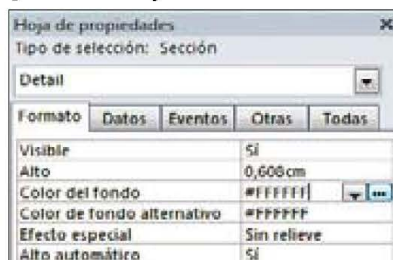 Hoja de propiedades
Tipo de selección: Sección
Detail
Formato Datos Eventos Otras Todas
Visible Sí
Alto 0,608cm
Color del fondo #FFFFFF
Color de fondo alternativo #FFFFFF
Efecto especial Sin relieve
Alto automático Sí